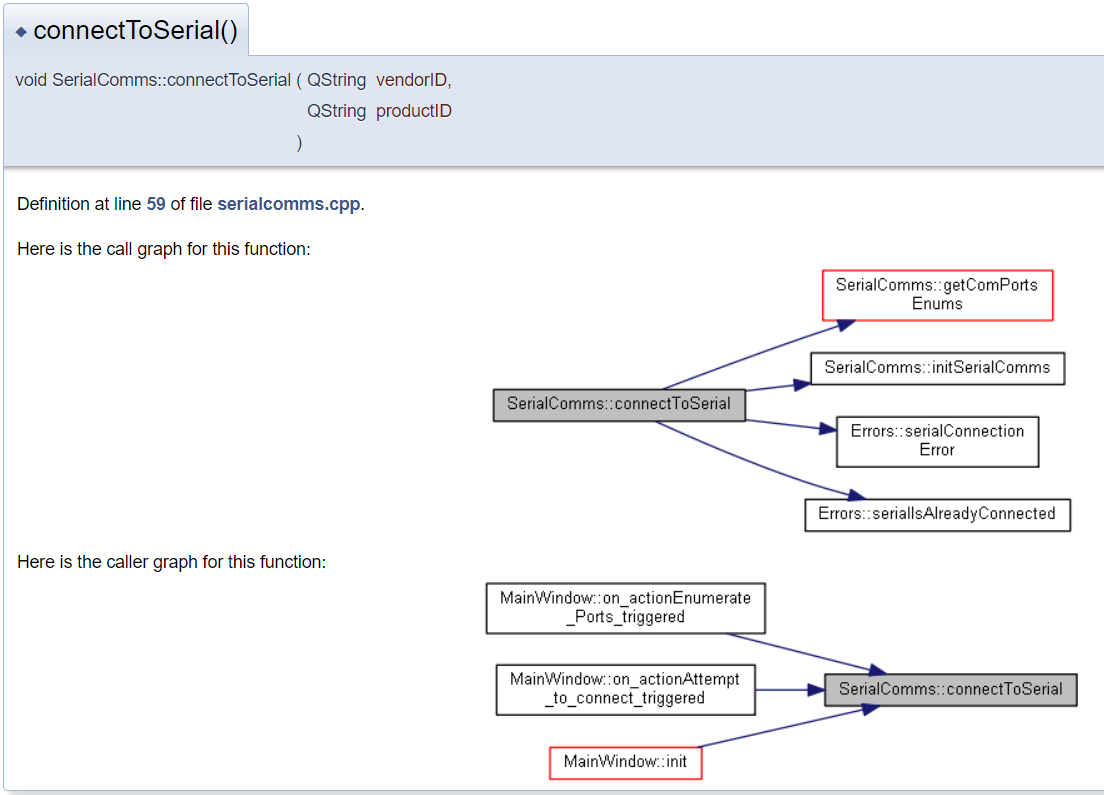 connectToSerial()
void SerialComms::connectToSerial ( QString vendorID,
QString productID
)
Definition at line 59 of file serialcomms.cpp.
Here is the call graph for this function:
SerialComms::getComPorts
Enums
SerialComms::initSerialComms
SerialComms::connectToSerial
Errors::serialConnection
Error
Errors::serialIsAlreadyConnected
Here is the caller graph for this function:
MainWindow::on_actionEnumerate
_Ports_triggered
MainWindow::on_actionAttempt
_to_connect_triggered
SerialComms::connectToSerial
MainWindow::init